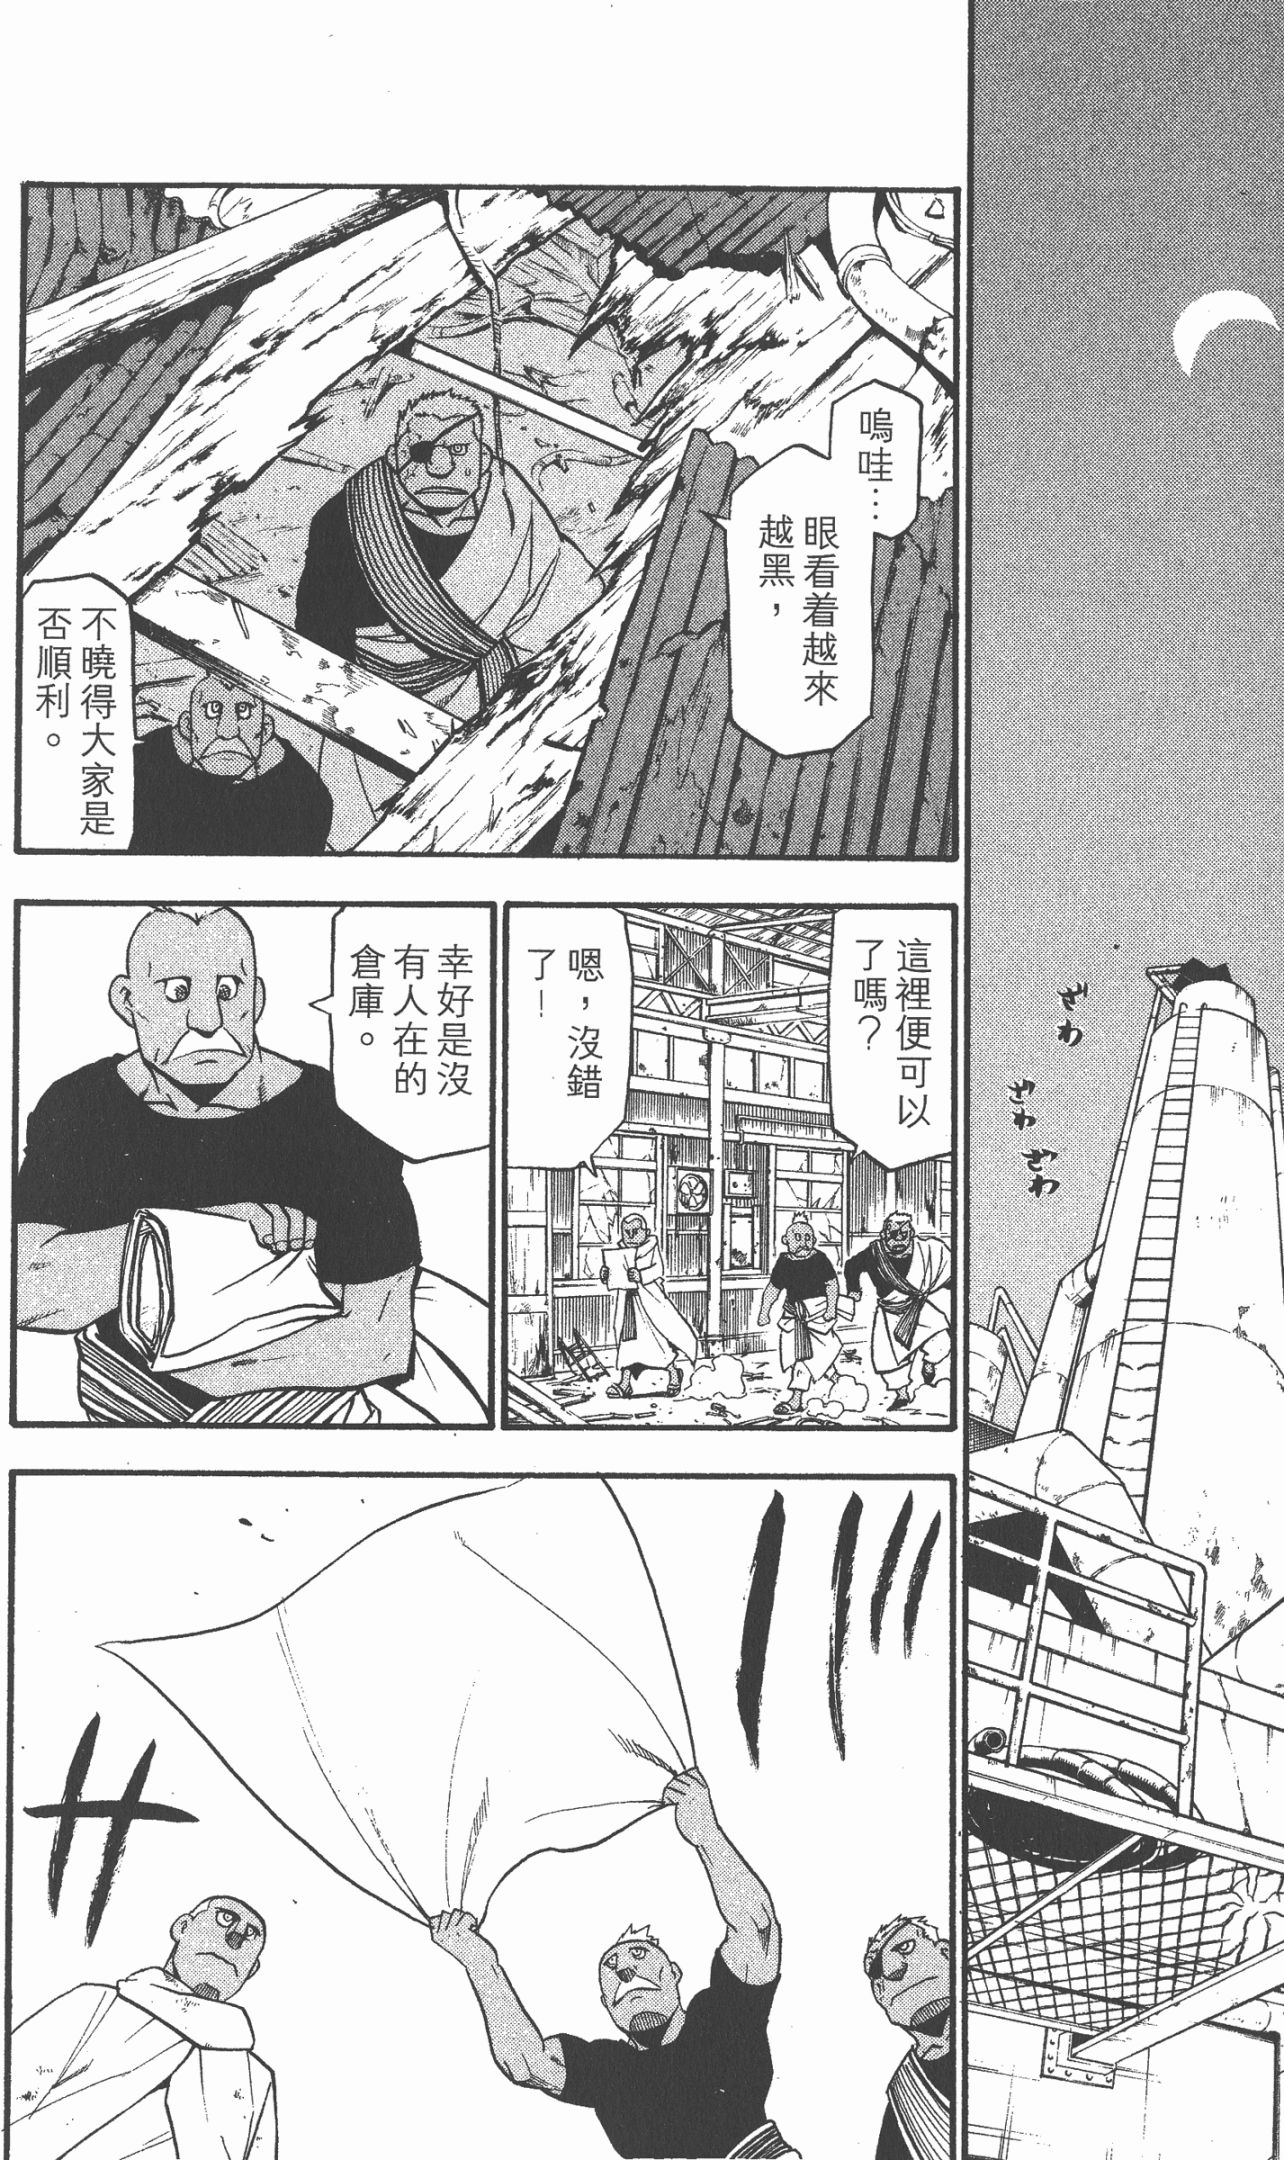 ざわ
ざわ
ざわ
嗚哇…
眼看着越來
越黑，
不曉得大家是
否順利。
這裡便可以
了嗎？
嗯，沒錯
了！
幸好是沒
有人在的
倉庫。